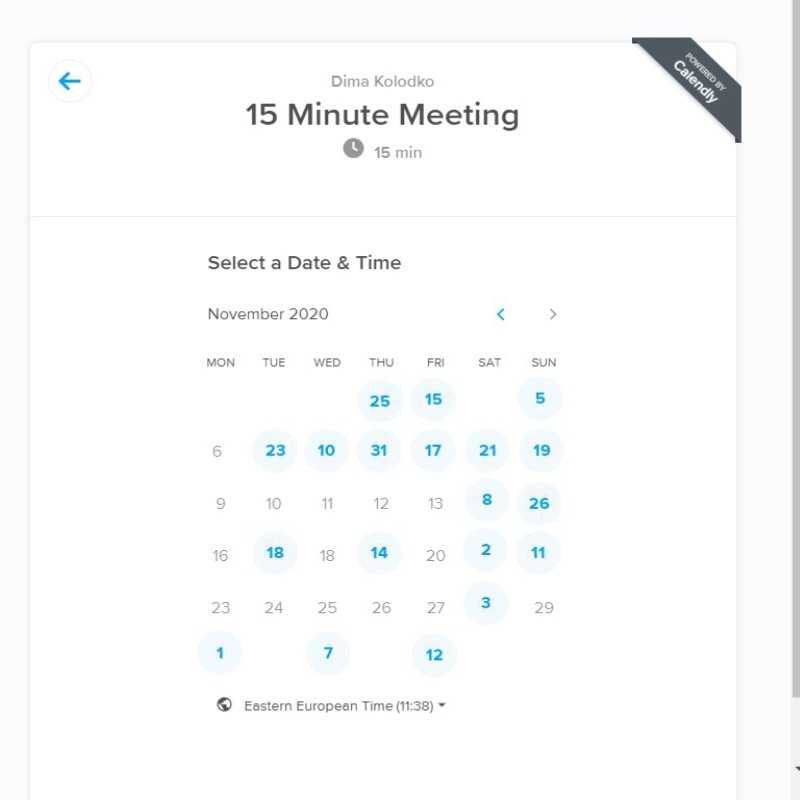 POWERED BY
Calendly
Dima Kolodko
15 Minute Meeting
15 min
Select a Date & Time
November 2020
MON TUE WED THU FRI SAT SUN
25 15 5
6 23 10 31 17 21 19
9 10 11 12 13 8 26
16 18 18 14 20 2 11
23 24 25 26 27 3 29
1 7 12
Eastern European Time (11:38)